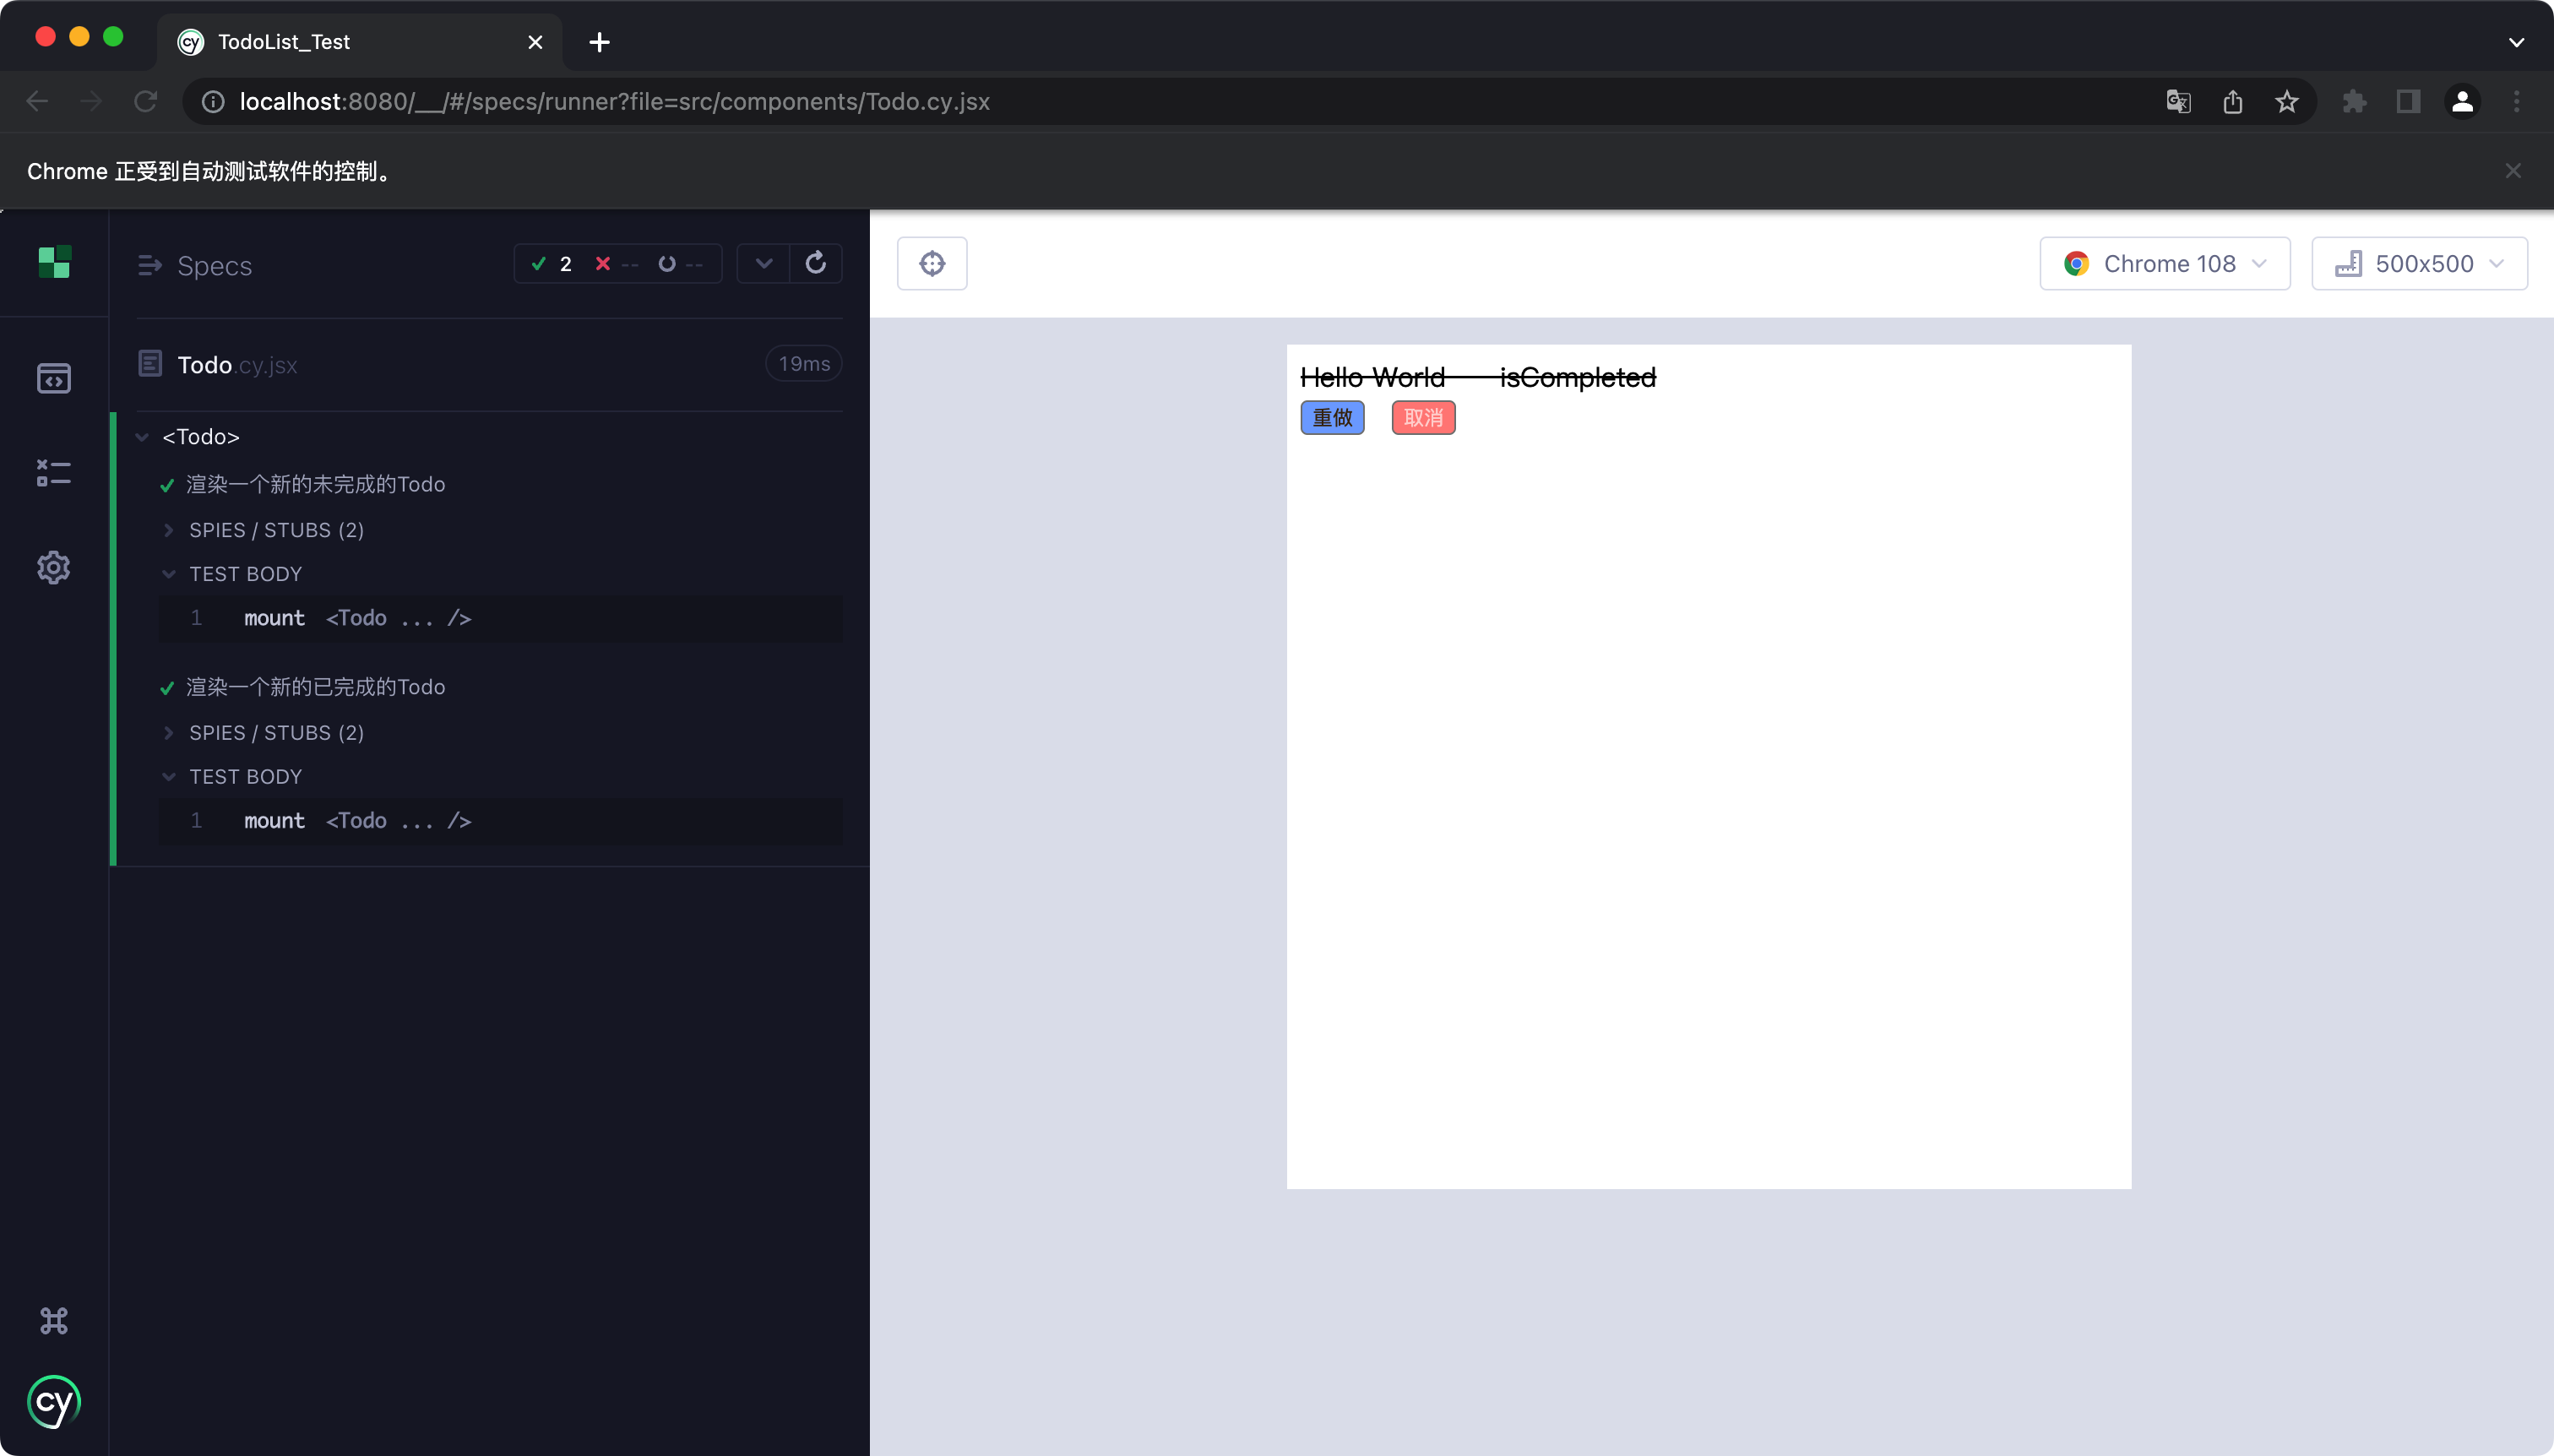 TodoList_Test
localhost:8080/__/#/specs/runner?file=src/components/Todo.cy.jsx
Chrome 正受到自动测试软件的控制。
Specs
2 -- --
Todo.cy.jsx
19ms
<Todo>
渲染一个新的未完成的Todo
SPIES / STUBS (2)
TEST BODY
1 mount <Todo ... />
渲染一个新的已完成的Todo
SPIES / STUBS (2)
TEST BODY
1 mount <Todo ... />
cy
Chrome 108
500x500
Hello World —— isCompleted
重做 取消